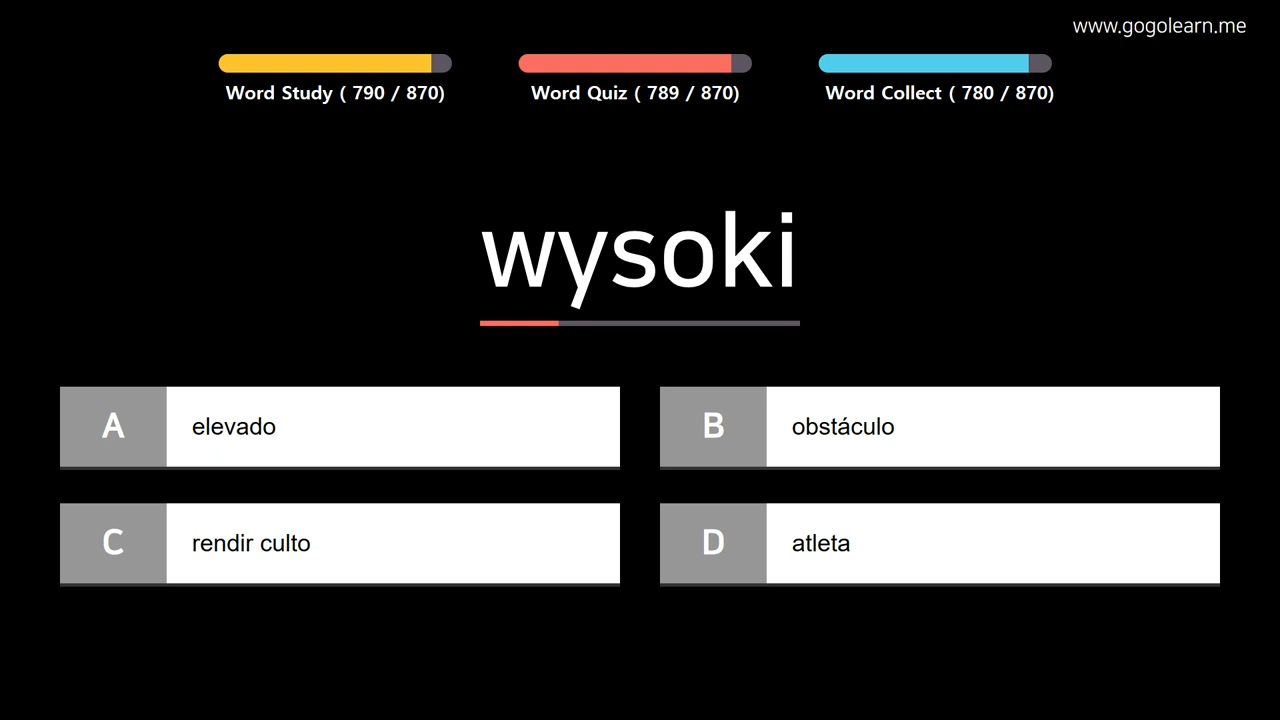 www.gogolearn.me
Word Study ( 790 / 870)
Word Quiz ( 789 / 870)
Word Collect ( 780 / 870)
wysoki
A
elevado
B
obstáculo
C
rendir culto
D
atleta